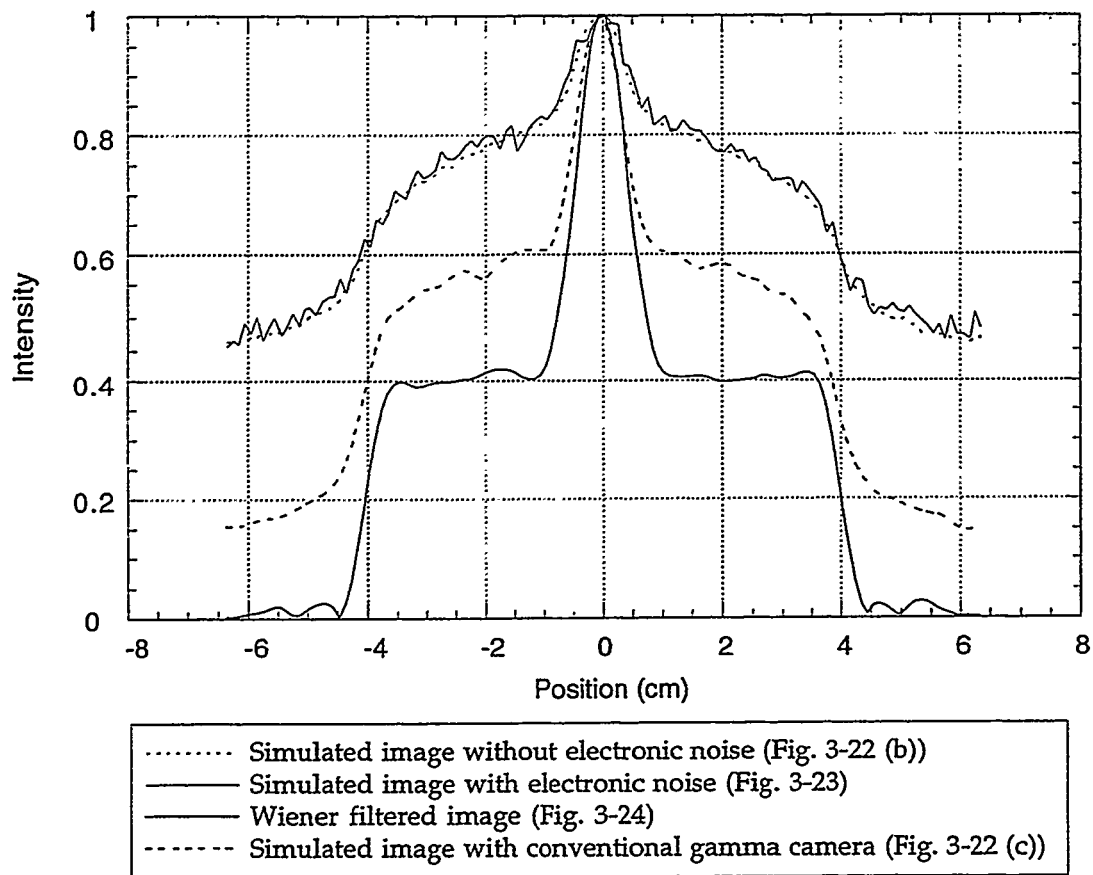 1
0.8
0.6
0.4
0.2
0
Intensity
-8 -6 -4 -2 0 2 4 6 8
Position (cm)
Simulated image without electronic noise (Fig. 3-22 (b))
Simulated image with electronic noise (Fig. 3-23)
Wiener filtered image (Fig. 3-24)
Simulated image with conventional gamma camera (Fig. 3-22 (c))